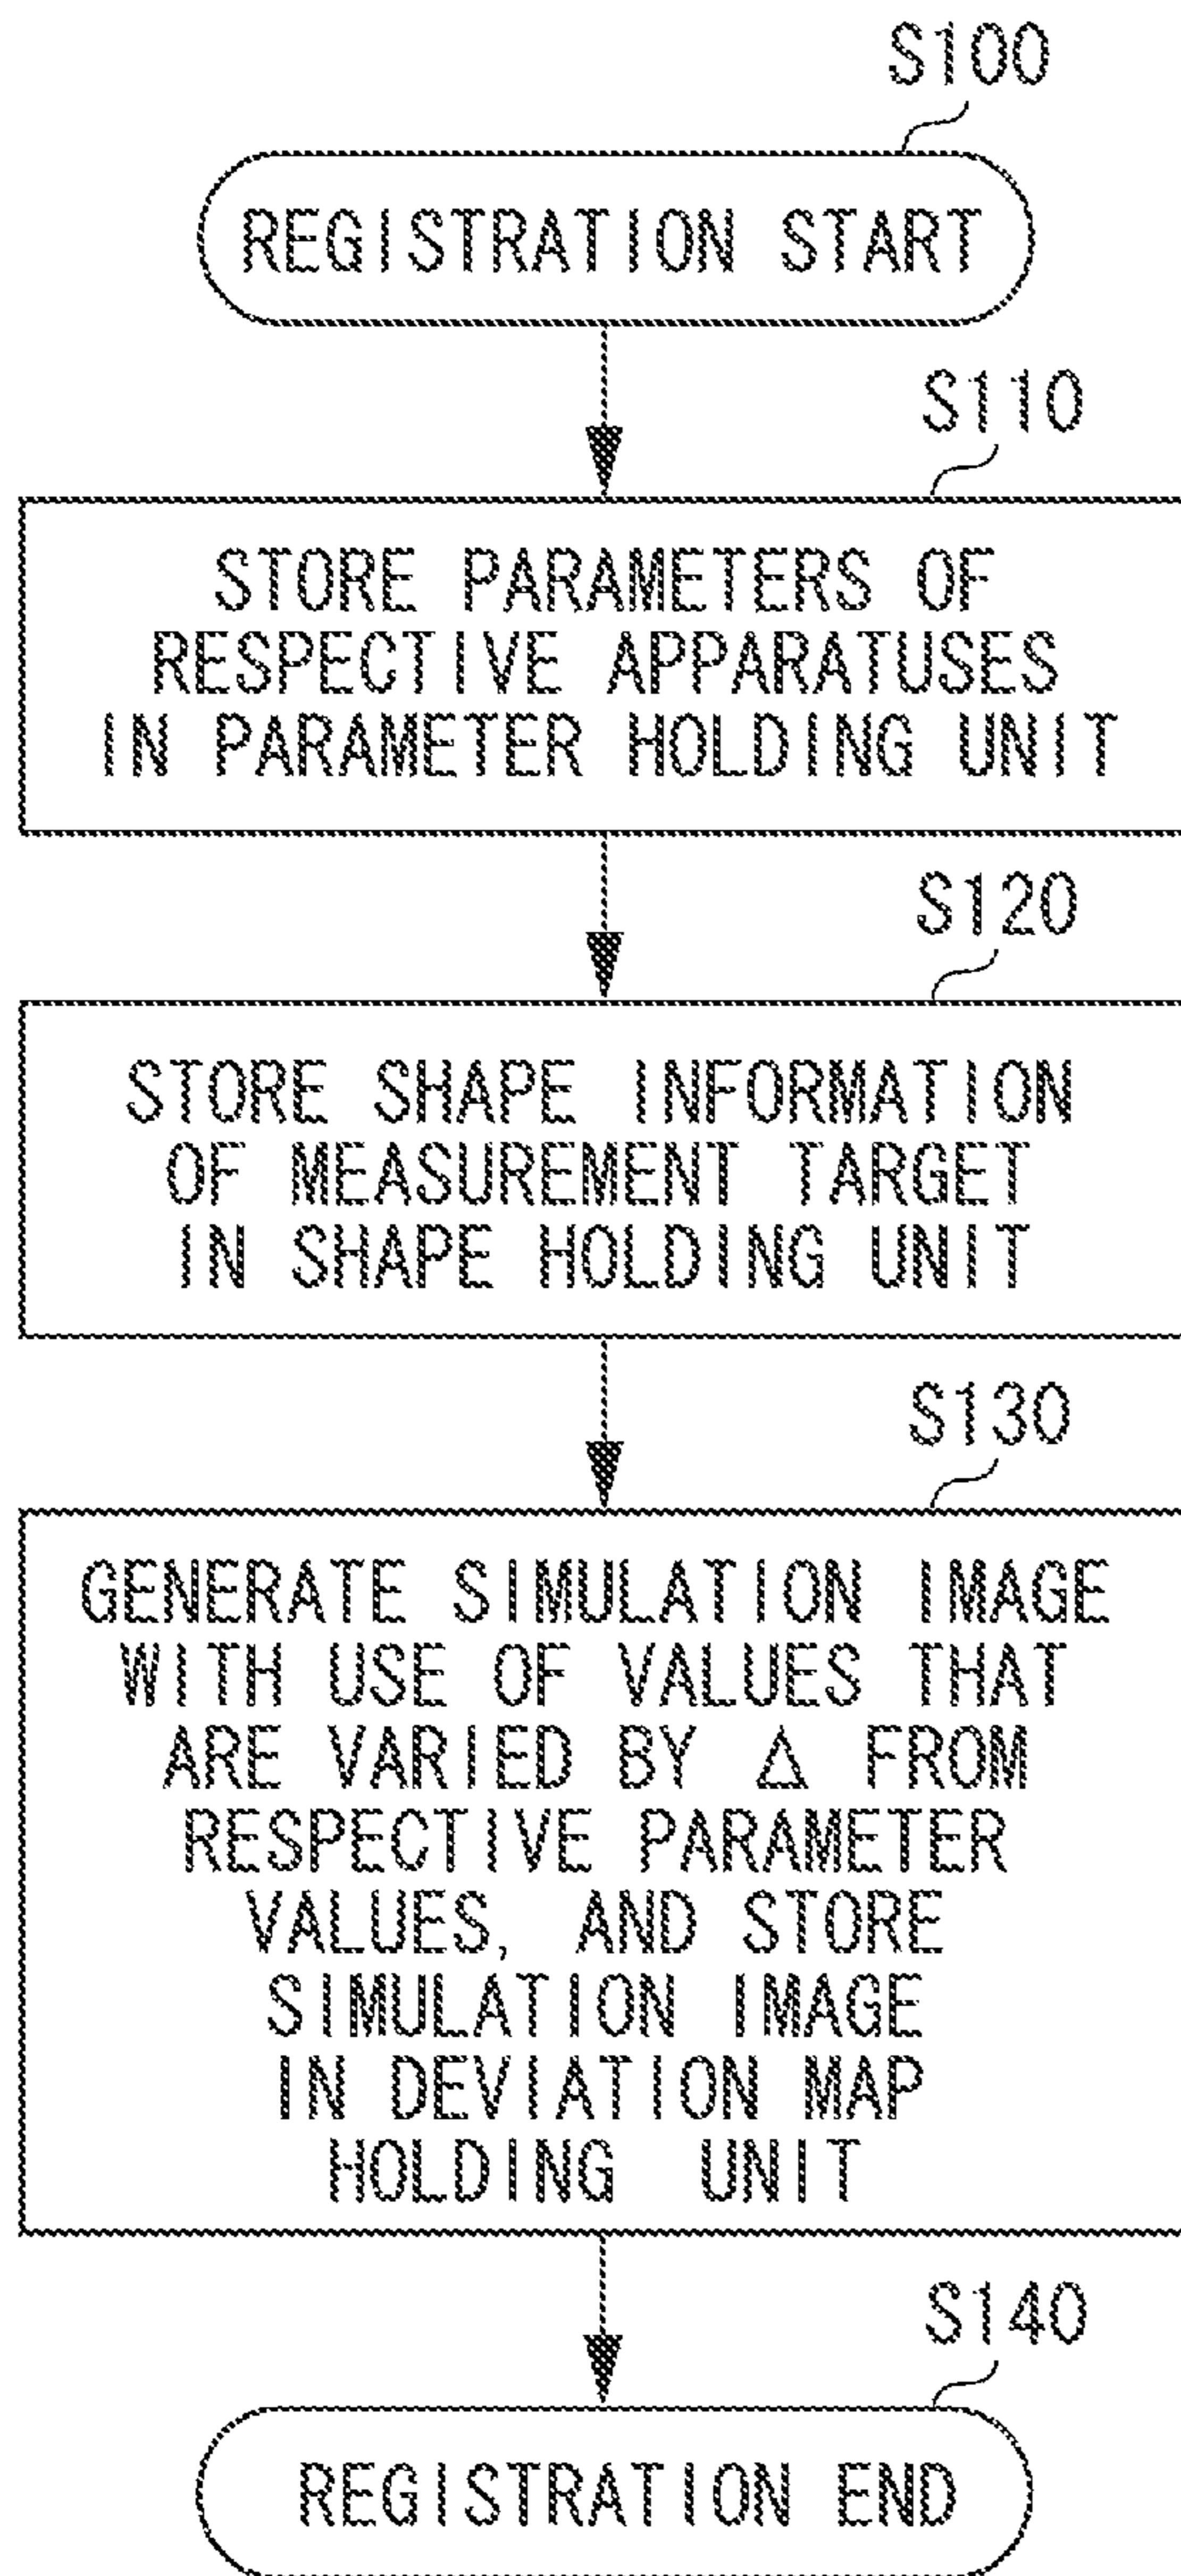 S100
REGISTRATION START
S110
STORE PARAMETERS OF
RESPECTIVE APPARATUSES
IN PARAMETER HOLDING UNIT
S120
STORE SHAPE INFORMATION
OF MEASUREMENT TARGET
IN SHAPE HOLDING UNIT
S130
GENERATE SIMULATION IMAGE
WITH USE OF VALUES THAT
ARE VARIED BY Δ FROM
RESPECTIVE PARAMETER
VALUES, AND STORE
SIMULATION IMAGE
IN DEVIATION MAP
HOLDING UNIT
S140
REGISTRATION END